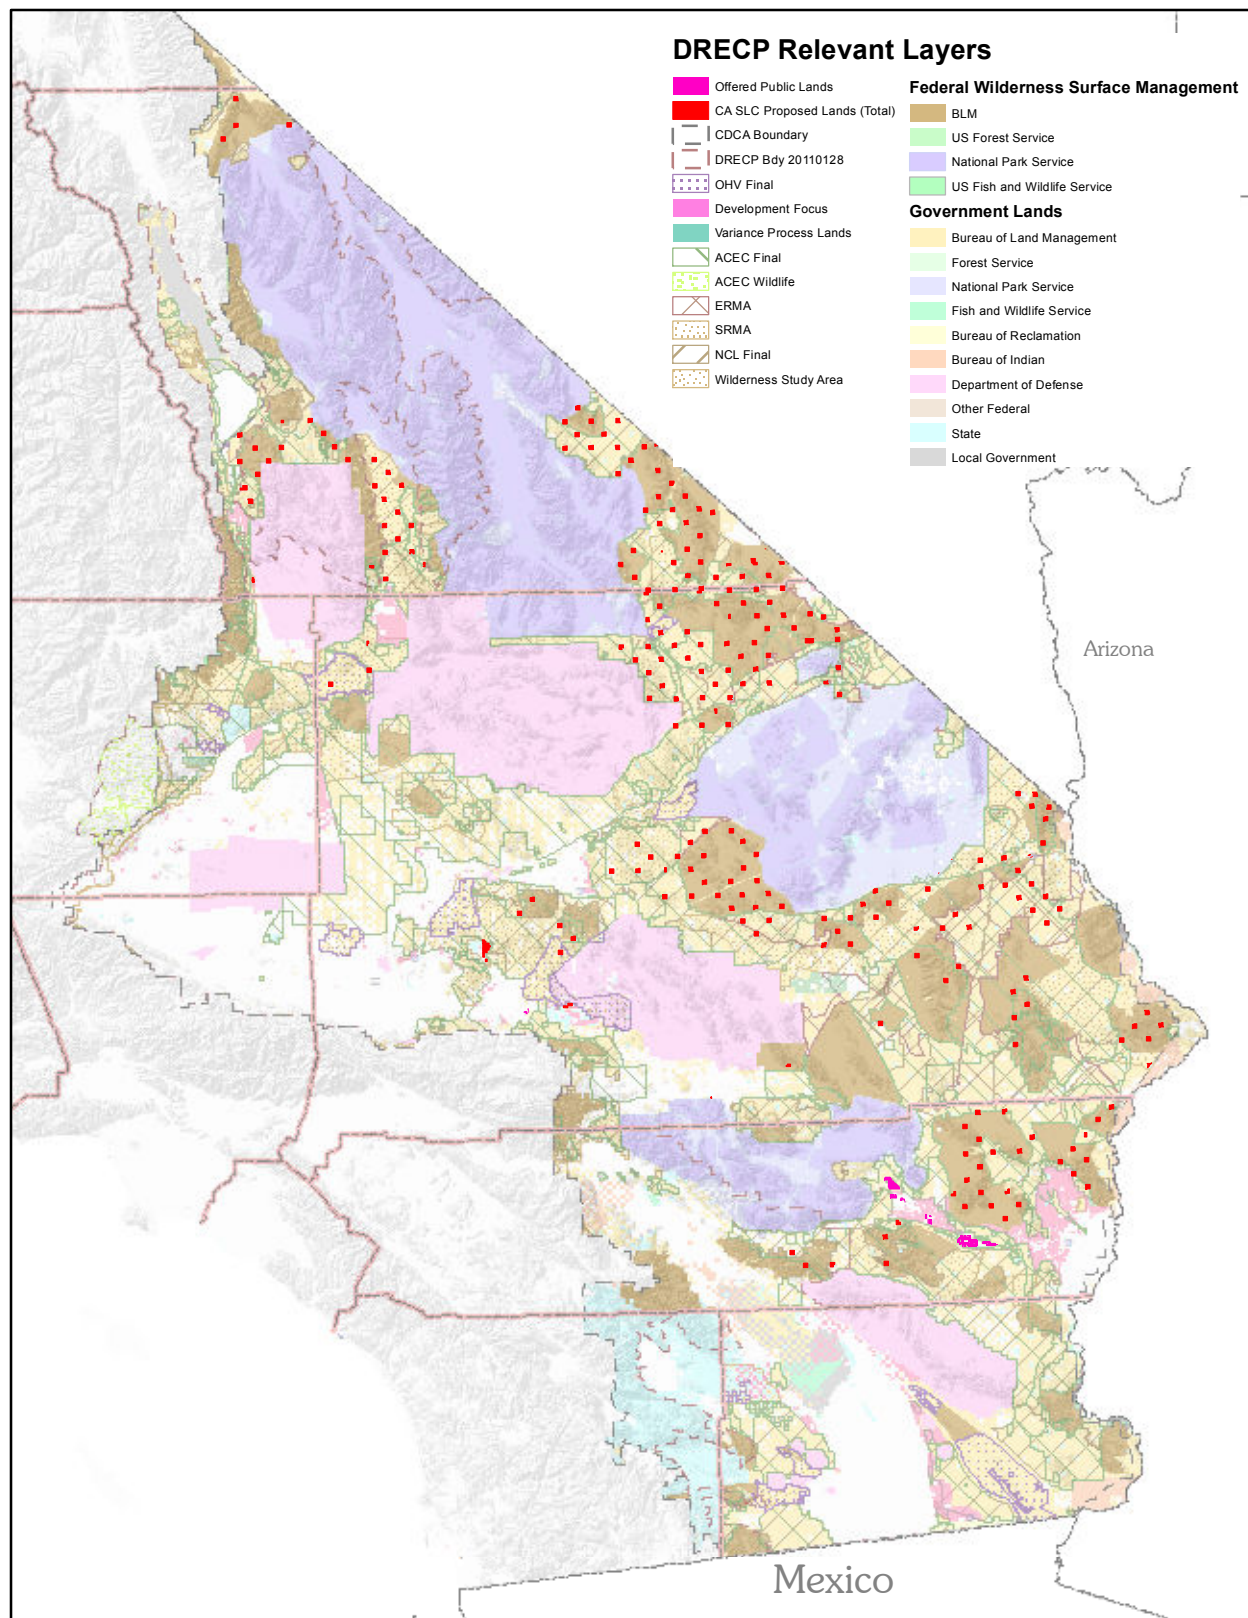 DRECP Relevant Layers
Offered Public Lands
CA SLC Proposed Lands (Total)
CDCA Boundary
DRECP Bdy 20110128
OHV Final
Development Focus
Variance Process Lands
ACEC Final
ACEC Wildlife
ERMA
SRMA
NCL Final
Wilderness Study Area
Federal Wilderness Surface Management
BLM
US Forest Service
National Park Service
US Fish and Wildlife Service
Government Lands
Bureau of Land Management
Forest Service
National Park Service
Fish and Wildlife Service
Bureau of Reclamation
Bureau of Indian
Department of Defense
Other Federal
State
Local Government
Arizona
Mexico